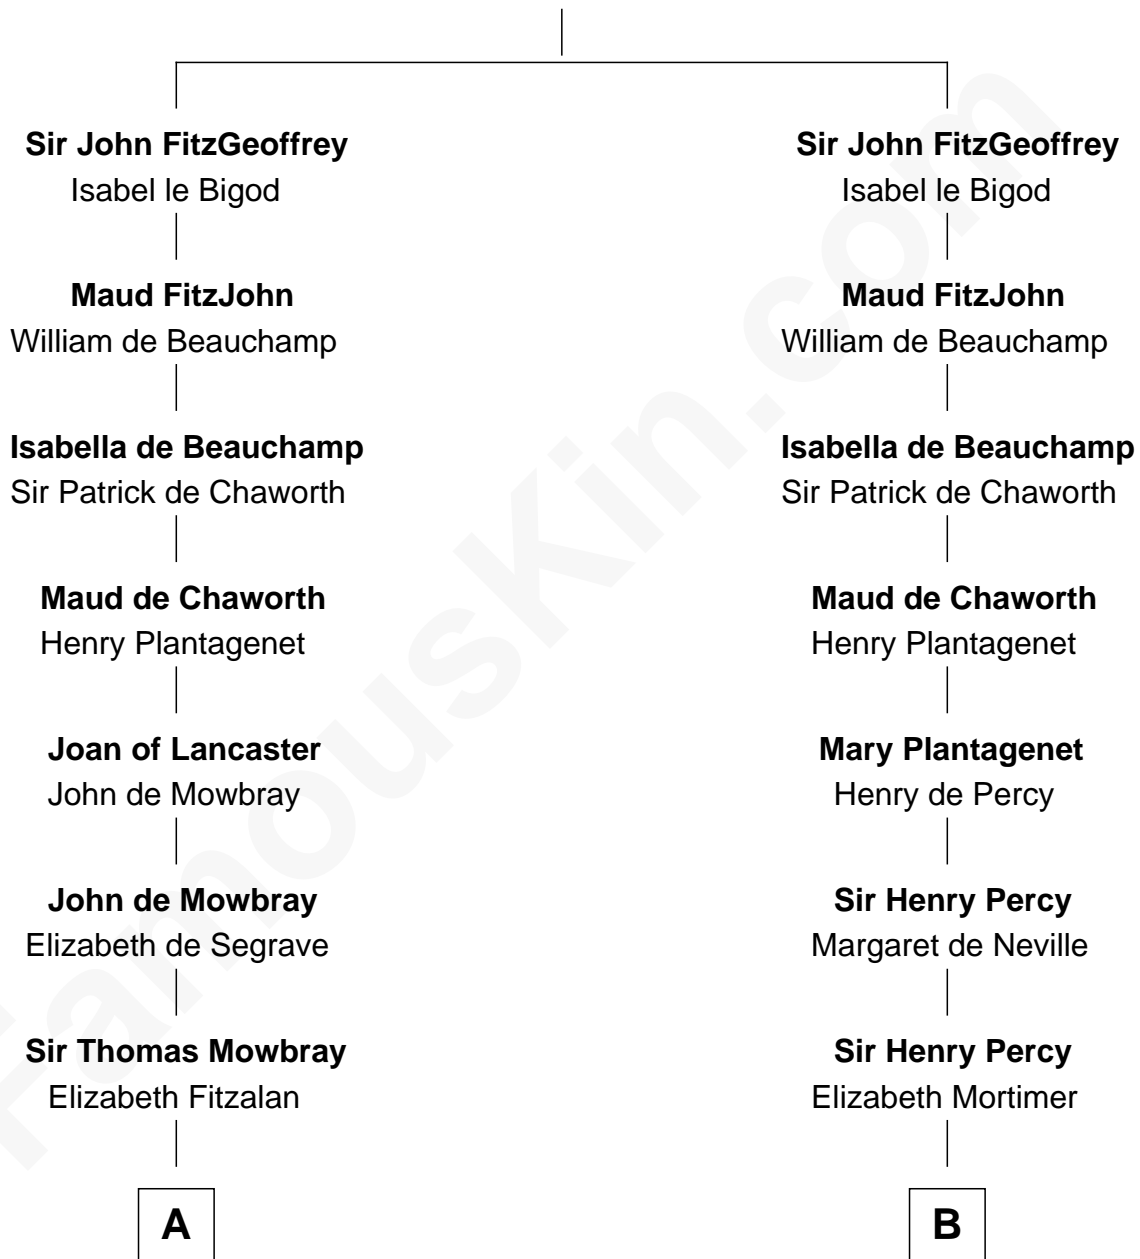 Sir John FitzGeoffrey
Isabel le Bigod
Maud FitzJohn
William de Beauchamp
Isabella de Beauchamp
Sir Patrick de Chaworth
Maud de Chaworth
Henry Plantagenet
Joan of Lancaster
John de Mowbray
John de Mowbray
Elizabeth de Segrave
Sir Thomas Mowbray
Elizabeth Fitzalan
A
Sir John FitzGeoffrey
Isabel le Bigod
Maud FitzJohn
William de Beauchamp
Isabella de Beauchamp
Sir Patrick de Chaworth
Maud de Chaworth
Henry Plantagenet
Mary Plantagenet
Henry de Percy
Sir Henry Percy
Margaret de Neville
Sir Henry Percy
Elizabeth Mortimer
B
FamousKin.com